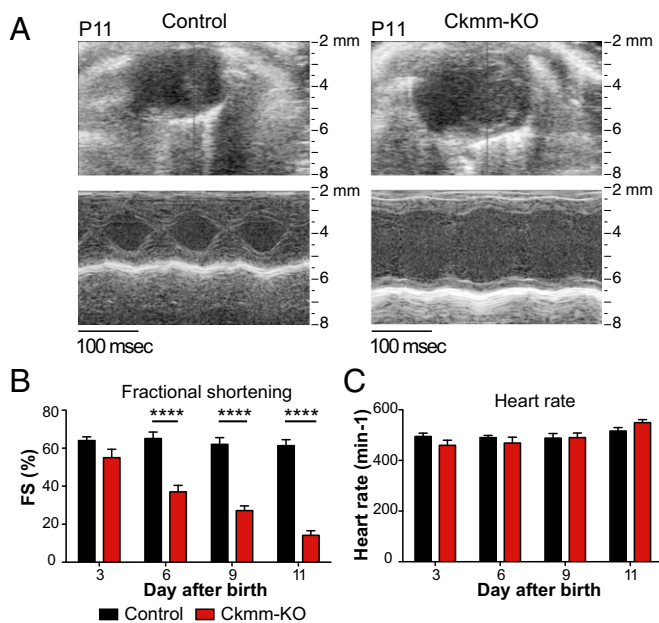 A
P11
Control
Ckmm-KO
2 mm
4
6
8
2 mm
4
6
8
100 msec
P11
2 mm
4
6
8
2 mm
4
6
8
100 msec
B
Fractional shortening
80
60
40
20
0
FS (%)
****
****
****
3
6
9
11
Day after birth
Control
Ckmm-KO
C
Heart rate
600
400
200
0
Heart rate (min-1)
3
6
9
11
Day after birth